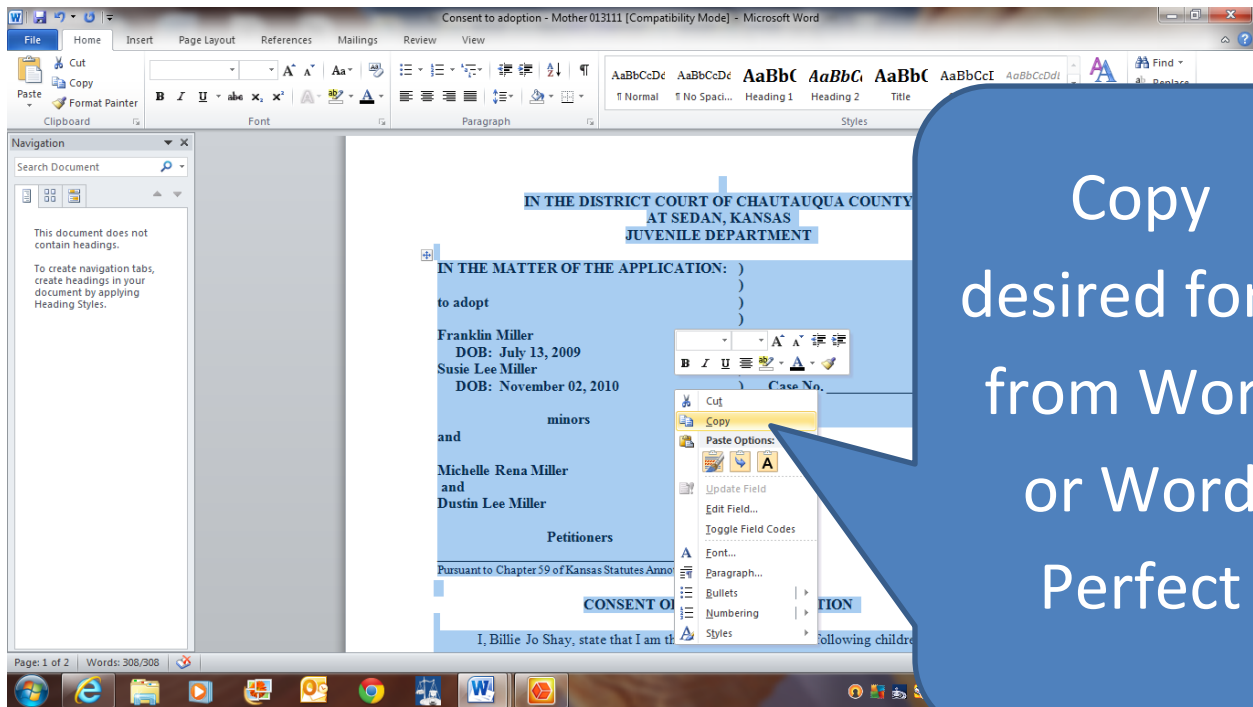 Consent to adoption - Mother 013111 [Compatibility Mode] - Microsoft Word
File Home Insert Page Layout References Mailings Review View
Cut
Copy
Paste
Format Painter
Clipboard
Font
Paragraph
AaBbCcDc AaBbCcDc AaBbC AaBbCc AaBbC AaBbCcI AaBbCcDdI
¶ Normal ¶ No Spaci... Heading 1 Heading 2 Title
Styles
Find
Replace
Navigation
Search Document
This document does not
contain headings.
To create navigation tabs,
create headings in your
document by applying
Heading Styles.
IN THE DISTRICT COURT OF CHAUTAUQUA COUNTY
AT SEDAN, KANSAS
JUVENILE DEPARTMENT
IN THE MATTER OF THE APPLICATION: )
)
to adopt )
)
Franklin Miller
DOB: July 13, 2009
Susie Lee Miller
DOB: November 02, 2010 ) Case No.
minors
and
Michelle Rena Miller
and
Dustin Lee Miller
Petitioners
Pursuant to Chapter 59 of Kansas Statutes
CONSENT
I, Billie Jo Shay, state that I am
following
Cut
Copy
Paste Options:
Update Field
Edit Field...
Toggle Field Codes
Font...
Paragraph...
Bullets
Numbering
Styles
Page: 1 of 2 Words: 308/308
Copy
desired
from
or Word
Perfect